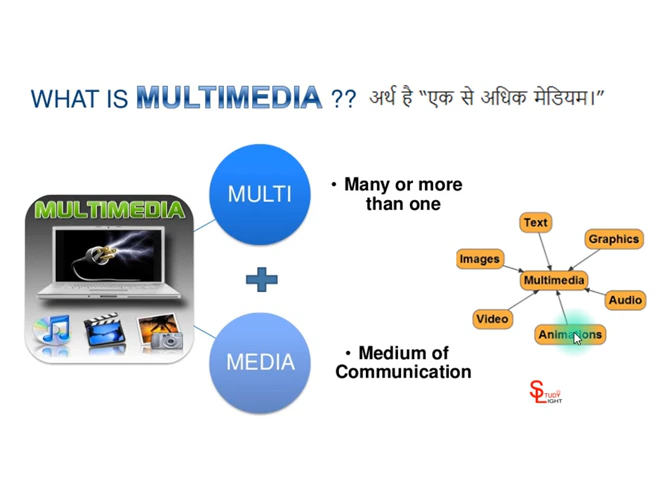 WHAT IS MULTIMEDIA ?? अर्थ है “एक से अधिक मेडियम।”
MULTIMEDIA
MULTI
• Many or more
than one
MEDIA
• Medium of
Communication
Text
Graphics
Images
Multimedia
Audio
Video
Animations
STUDY
LIGHT